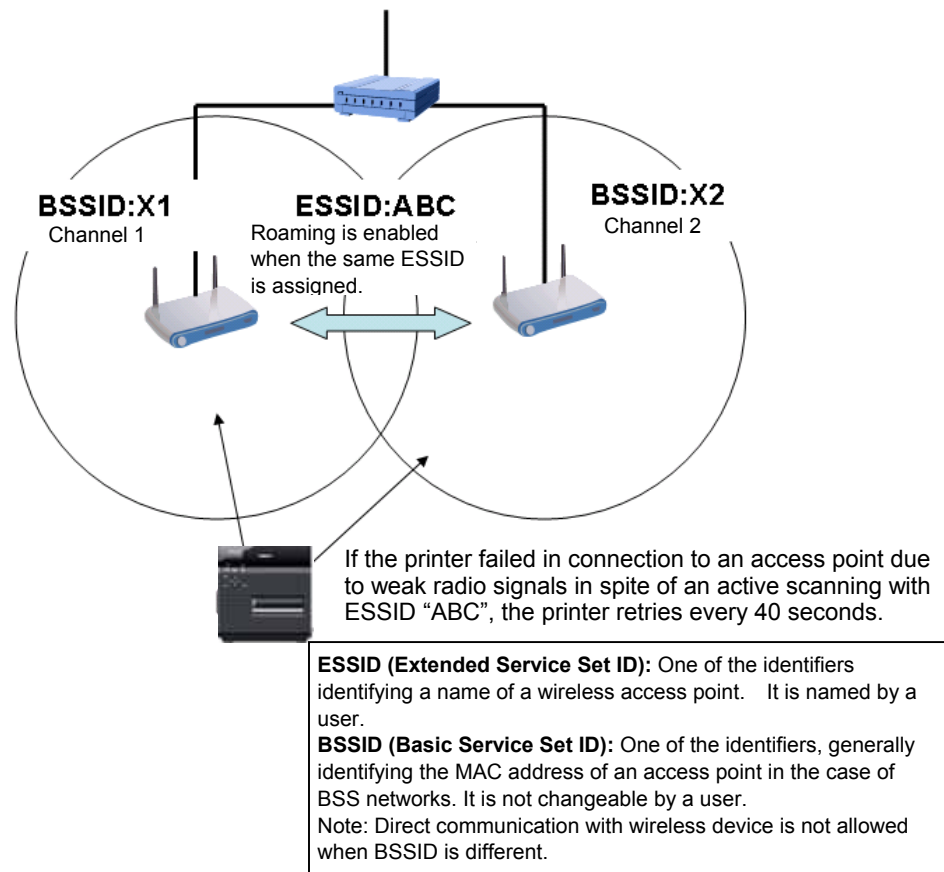 BSSID:X1
Channel 1
ESSID:ABC
Roaming is enabled
when the same ESSID
is assigned.
BSSID:X2
Channel 2
If the printer failed in connection to an access point due
to weak radio signals in spite of an active scanning with
ESSID “ABC”, the printer retries every 40 seconds.
ESSID (Extended Service Set ID): One of the identifiers
identifying a name of a wireless access point. It is named by a
user.
BSSID (Basic Service Set ID): One of the identifiers, generally
identifying the MAC address of an access point in the case of
BSS networks. It is not changeable by a user.
Note: Direct communication with wireless device is not allowed
when BSSID is different.